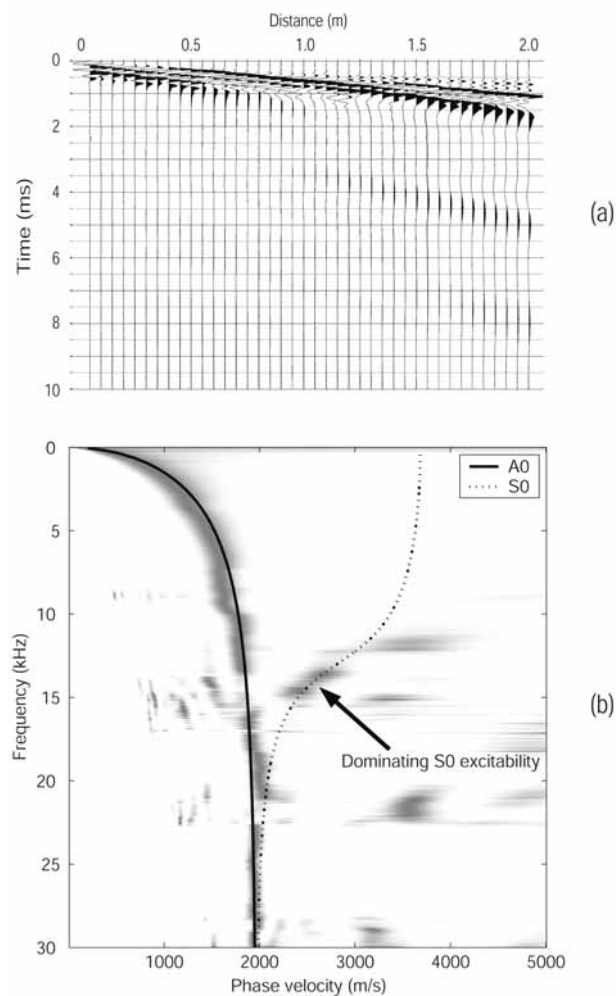 Distance (m)
0 0.5 1.0 1.5 2.0
0
2
4
6
8
10
Time (ms)
(a)
0
5
10
15
20
25
30
Frequency (kHz)
A0
S0
Dominating S0 excitability
(b)
1000 2000 3000 4000 5000
Phase velocity (m/s)